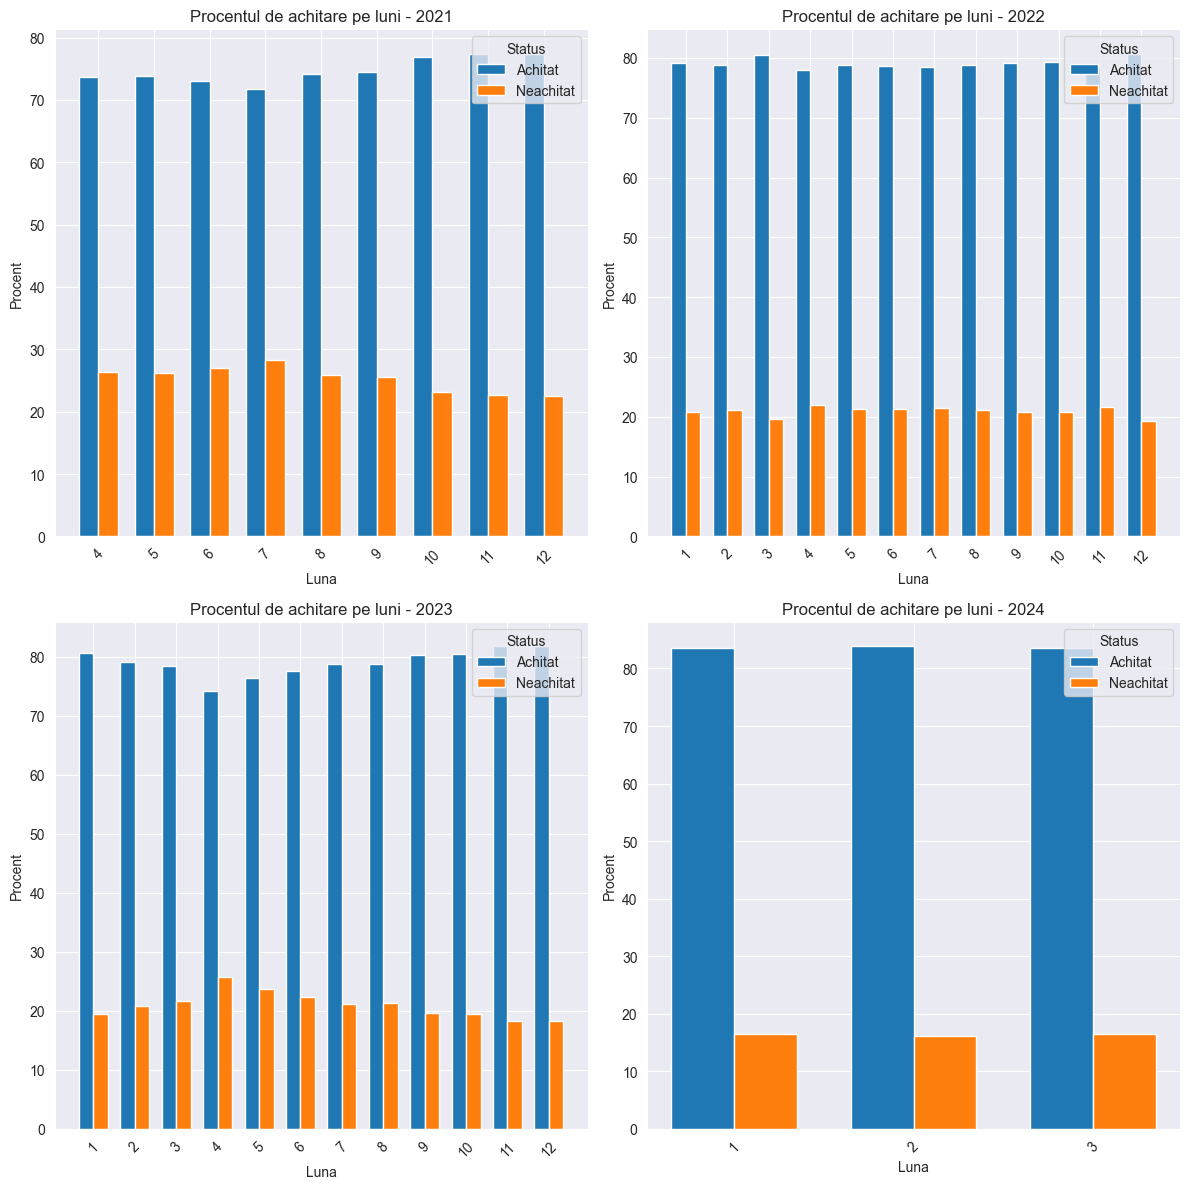 Procentul de achitare pe luni - 2021
Status
Achitat
Neachitat
80
70
60
50
40
30
20
10
0
Procent
4 5 6 7 8 9 10 11 12
Luna
Procentul de achitare pe luni - 2022
Status
Achitat
Neachitat
80
70
60
50
40
30
20
10
0
Procent
1 2 3 4 5 6 7 8 9 10 11 12
Luna
Procentul de achitare pe luni - 2023
Status
Achitat
Neachitat
80
70
60
50
40
30
20
10
0
Procent
1 2 3 4 5 6 7 8 9 10 11 12
Luna
Procentul de achitare pe luni - 2024
Status
Achitat
Neachitat
80
70
60
50
40
30
20
10
0
Procent
1 2 3
Luna